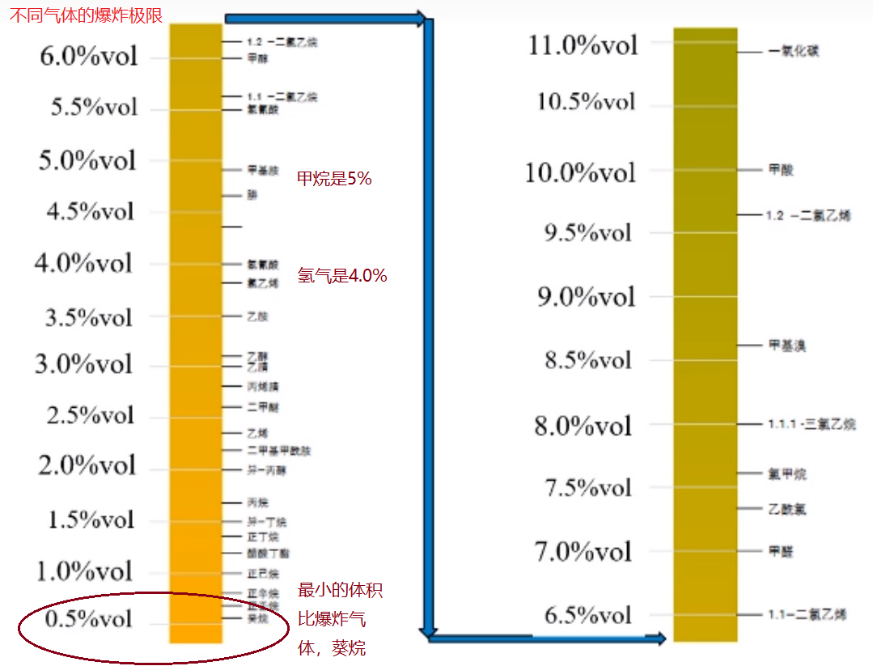 不同气体的爆炸极限
6.0%vol
5.5%vol
5.0%vol
4.5%vol
4.0%vol
3.5%vol
3.0%vol
2.5%vol
2.0%vol
1.5%vol
1.0%vol
0.5%vol
1.2 -二氯乙烷
甲醇
1.1 -二氯乙烷
氢氰酸
甲基胺
肼
氢氰酸
氯乙烯
乙胺
乙醇
乙腈
丙烯腈
二甲醚
乙烯
二甲基甲酰胺
异-丙醇
丙烷
异-丁烷
正丁烷
醋酸丁酯
正己烷
正辛烷
正壬烷
癸烷
甲烷是5%
氢气是4.0%
最小的体积
比爆炸气
体，葵烷
11.0%vol
10.5%vol
10.0%vol
9.5%vol
9.0%vol
8.5%vol
8.0%vol
7.5%vol
7.0%vol
6.5%vol
一氧化碳
甲酸
1.2 -二氯乙烯
甲基溴
1.1.1-三氯乙烷
氯甲烷
乙酰氯
甲醛
1.1-二氯乙烯